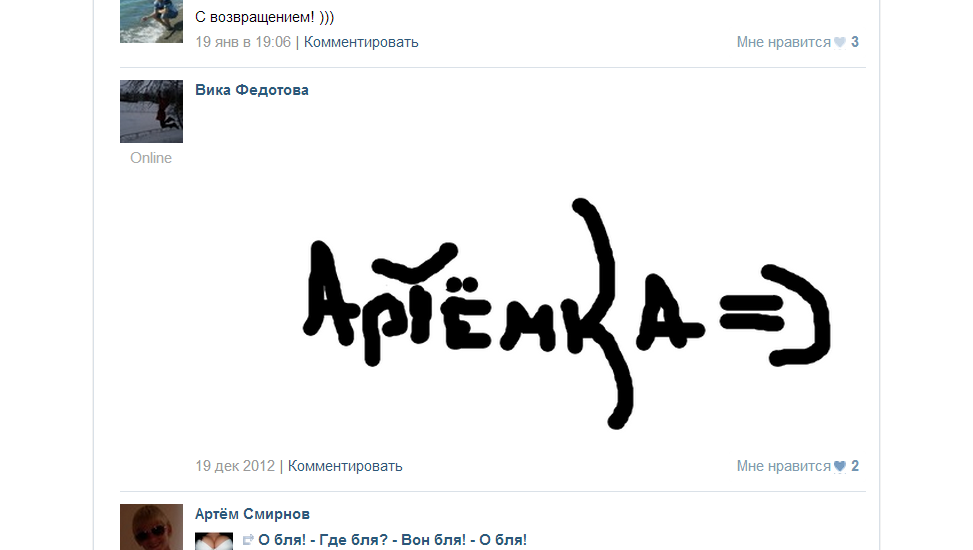 С возвращением! )))
19 янв в 19:06 | Комментировать
Мне нравится 3
Вика Федотова
Online
Артёмка =)
19 дек 2012 | Комментировать
Мне нравится 2
Артём Смирнов
О бля! - Где бля? - Вон бля! - О бля!